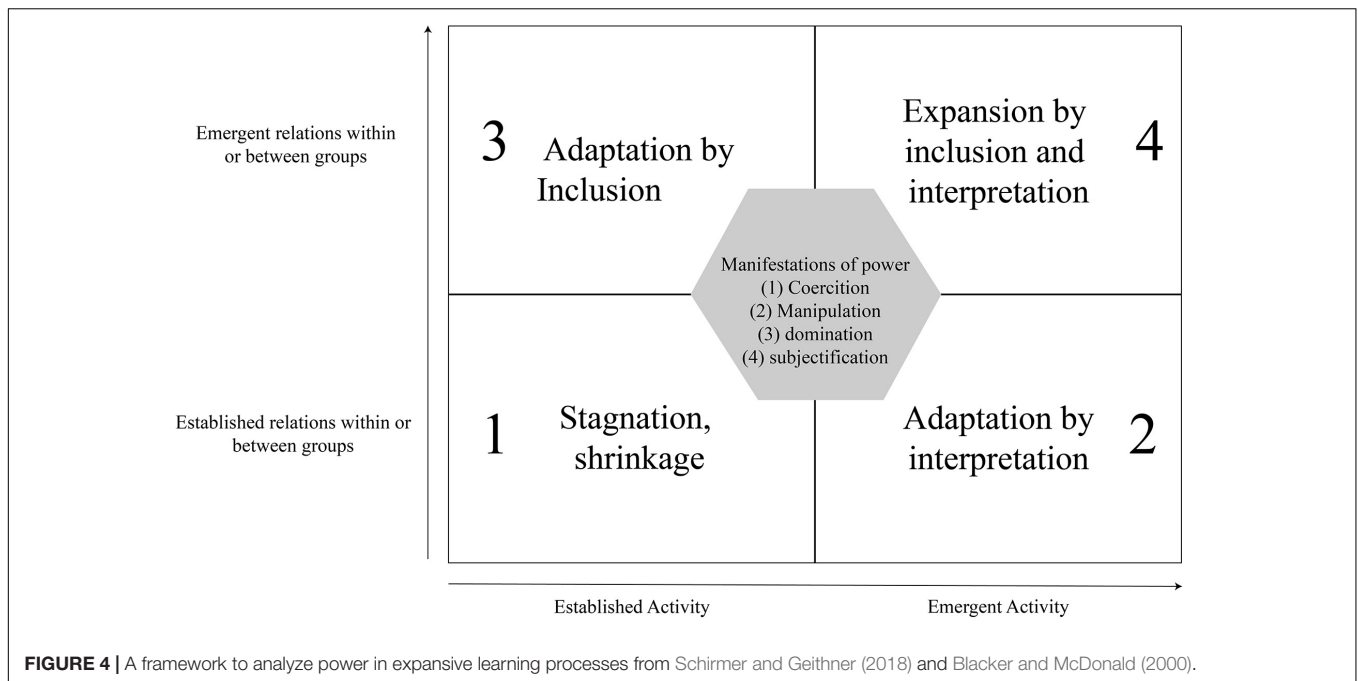 Emergent relations within
or between groups
3
Adaptation by
Inclusion
Expansion by
inclusion and
interpretation
4
Manifestations of power
(1) Coercition
(2) Manipulation
(3) domination
(4) subjectification
Established relations within or
between groups
1
Stagnation,
shrinkage
Adaptation by
interpretation
2
Established Activity
Emergent Activity
FIGURE 4 | A framework to analyze power in expansive learning processes from Schirmer and Geithner (2018) and Blacker and McDonald (2000).